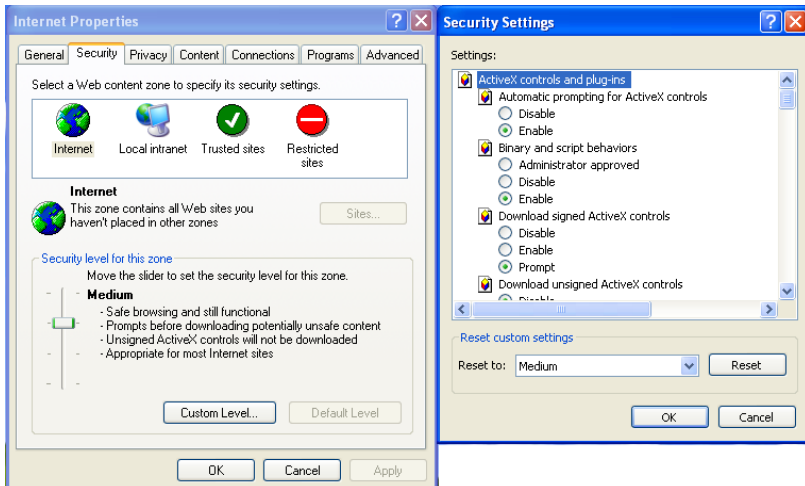 Internet Properties
General Security Privacy Content Connections Programs Advanced
Select a Web content zone to specify its security settings.
Internet Local intranet Trusted sites Restricted
sites
Internet
This zone contains all Web sites you
haven't placed in other zones
Sites...
Security level for this zone
Move the slider to set the security level for this zone.
Medium
- Safe browsing and still functional
- Prompts before downloading potentially unsafe content
- Unsigned ActiveX controls will not be downloaded
- Appropriate for most Internet sites
Custom Level... Default Level
OK Cancel Apply
Security Settings
Settings:
ActiveX controls and plug-ins
Automatic prompting for ActiveX controls
Disable
Enable
Binary and script behaviors
Administrator approved
Disable
Enable
Download signed ActiveX controls
Disable
Enable
Prompt
Download unsigned ActiveX controls
Disable
Reset custom settings
Reset to: Medium Reset
OK Cancel